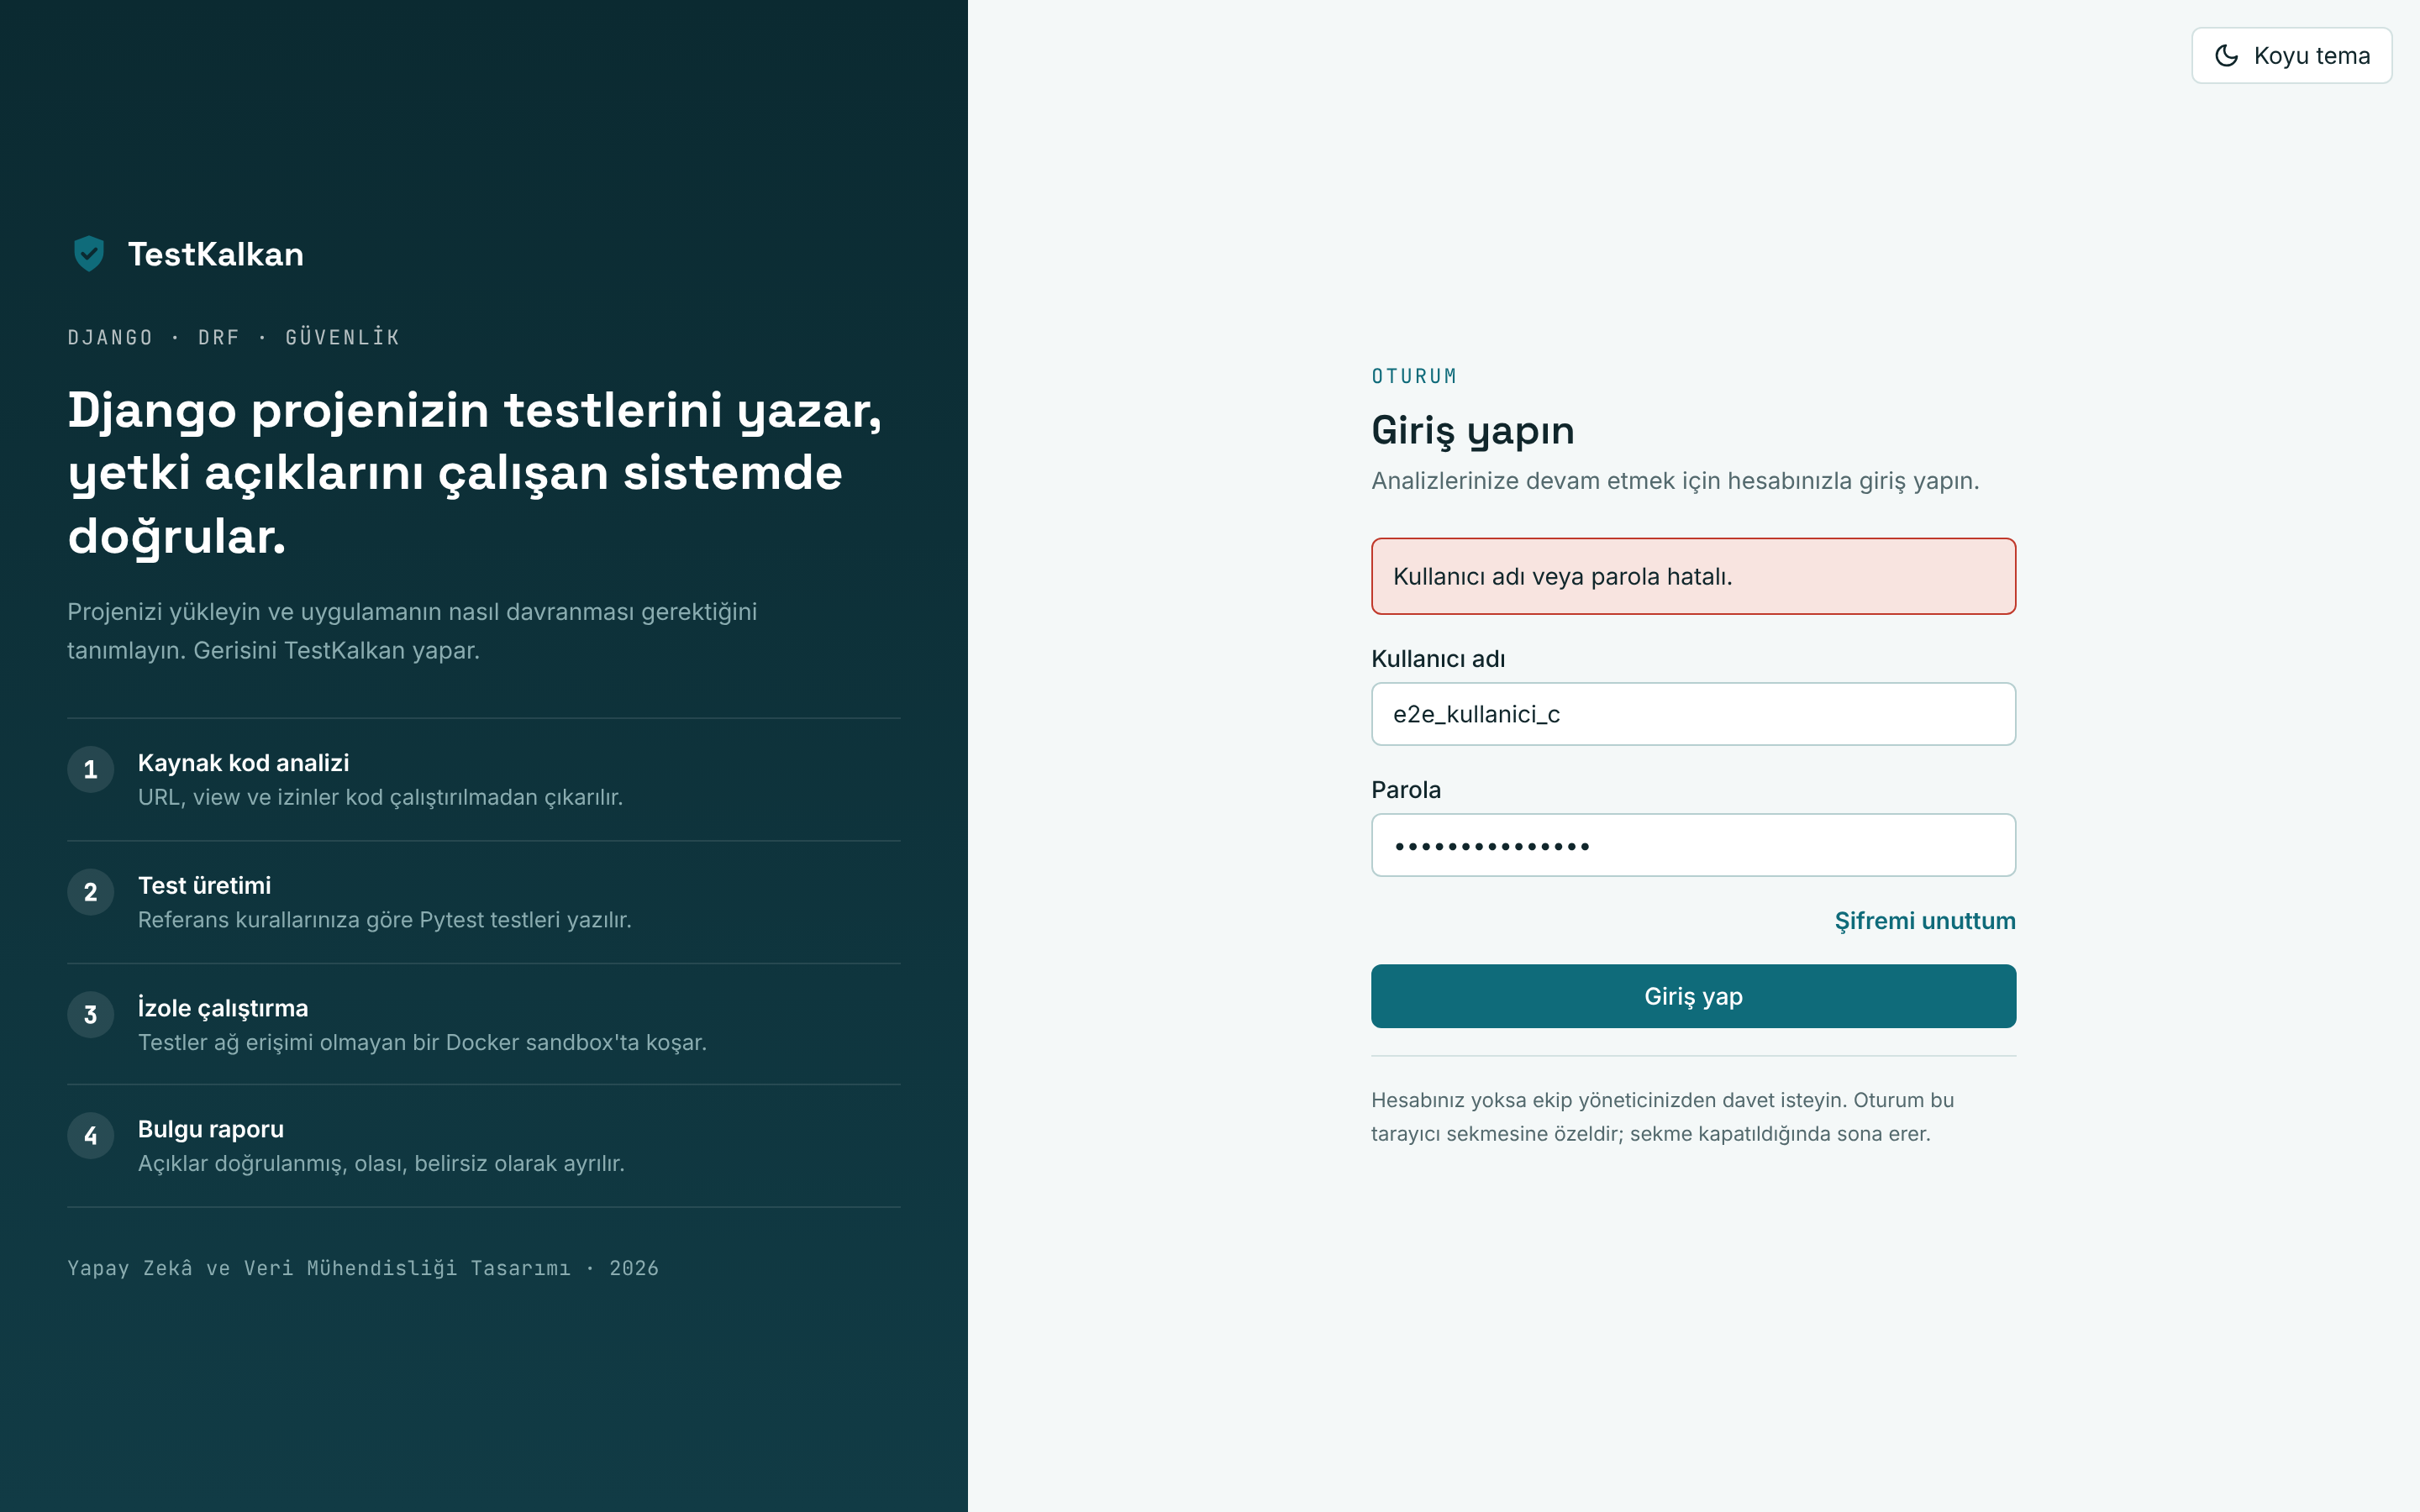 TestKalkan
DJANGO · DRF · GÜVENLİK
Django projenizin testlerini yazar,
yetki açıklarını çalışan sistemde
doğrular.
Projenizi yükleyin ve uygulamanın nasıl davranması gerektiğini
tanımlayın. Gerisini TestKalkan yapar.
1
Kaynak kod analizi
URL, view ve izinler kod çalıştırılmadan çıkarılır.
2
Test üretimi
Referans kurallarınıza göre Pytest testleri yazılır.
3
İzole çalıştırma
Testler ağ erişimi olmayan bir Docker sandbox'ta koşar.
4
Bulgu raporu
Açıklar doğrulanmış, olası, belirsiz olarak ayrılır.
Yapay Zekâ ve Veri Mühendisliği Tasarımı · 2026
Koyu tema
OTURUM
Giriş yapın
Analizlerinize devam etmek için hesabınızla giriş yapın.
Kullanıcı adı veya parola hatalı.
Kullanıcı adı
e2e_kullanici_c
Parola
•••••••••••••••
Şifremi unuttum
Giriş yap
Hesabınız yoksa ekip yöneticinizden davet isteyin. Oturum bu
tarayıcı sekmesine özeldir; sekme kapatıldığında sona erer.